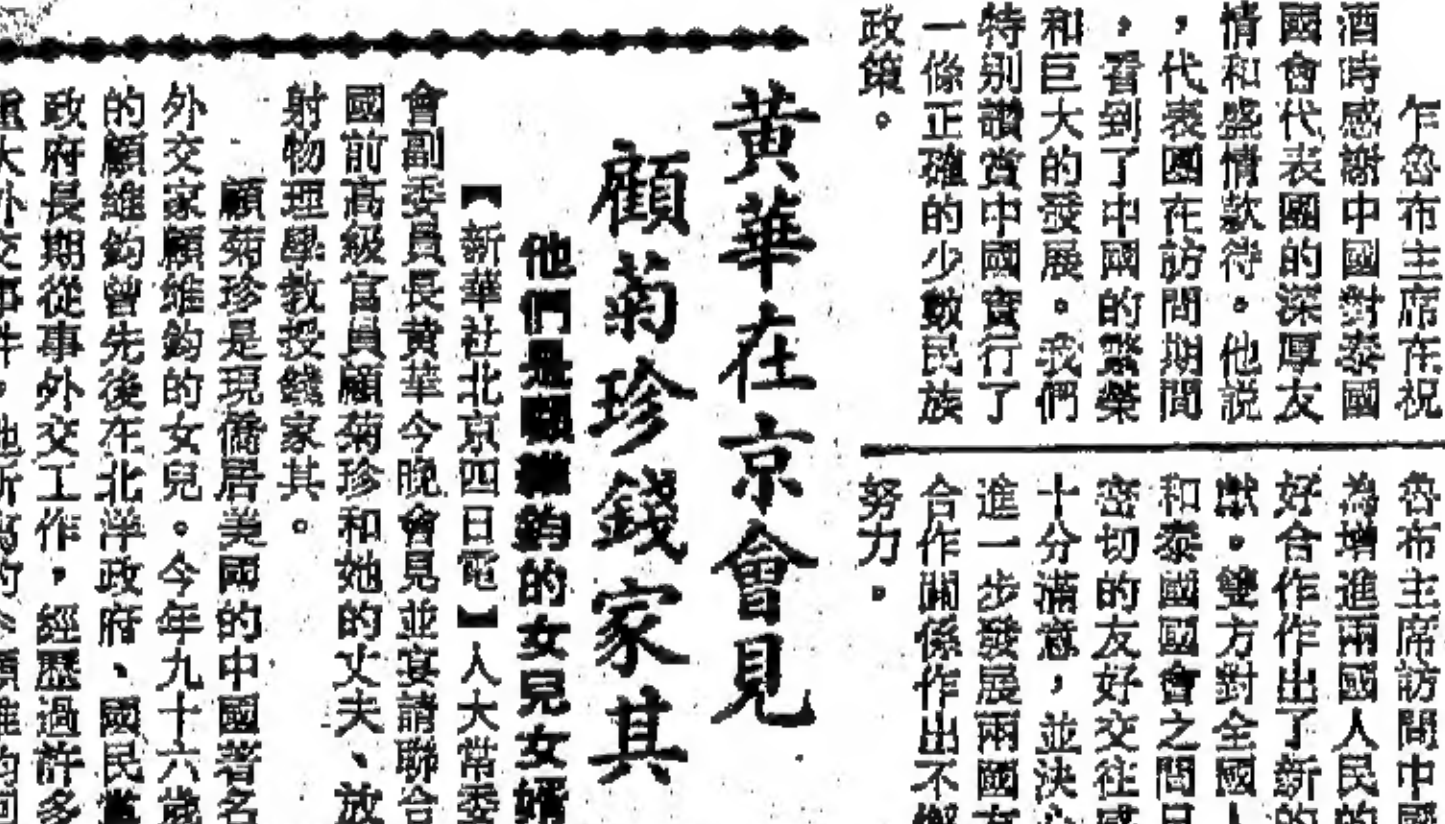 乍魯布主席在祝
酒時感謝中國對泰國
國會代表團的深厚友
情和盛情款待。他説
,代表團在訪問期間
,看到了中國的繁榮
和巨大的發展。我們
特別讚賞中國實行了
一條正確的少數民族
政策。
魯布主席訪問中國
為增進兩國人民的
好合作作出了新的
獻。雙方對全國人
和泰國國會之間日
密切的友好交往感
十分滿意,並決心
進一步發展兩國友
合作關係作出不懈
努力。
黃華在京會見
顧菊珍錢家其
他們是顧維鈞的女兒女婿
【新華社北京四日電】人大常委
會副委員長黃華今晚會見並宴請聯合
國前高級官員顧菊珍和她的丈夫、放
射物理學教授錢家其。
顧菊珍是現僑居美國的中國著名
外交家顧維鈞的女兒。今年九十六歲
的顧維鈞曾先後在北洋政府、國民黨
政府長期從事外交工作,經歷過許多
重大外交事件,他所寫的